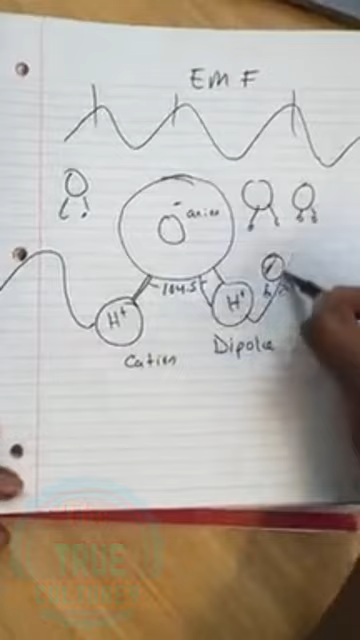 EMF
O
anion
104.5°
H+
H+
Cation
Dipole
TRUE